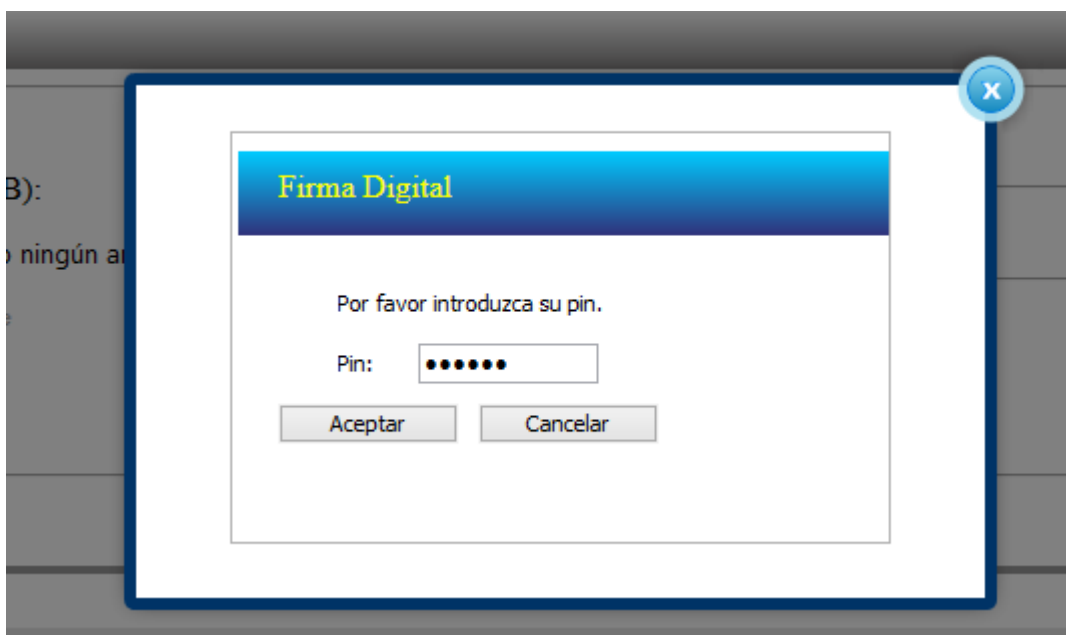 x
Firma Digital
B):
o ningún
Por favor introduzca su pin.
Pin: ●●●●●●
Aceptar Cancelar